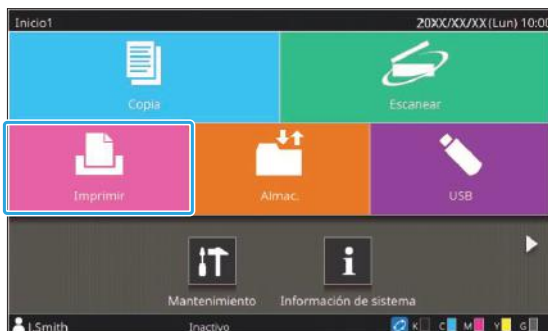 Inicio1 20XX/XX/XX (Lun) 10:00
Copia Escanear
Imprimir Almac. USB
Mantenimiento Información de sistema
J.Smith Inactivo K C M Y G